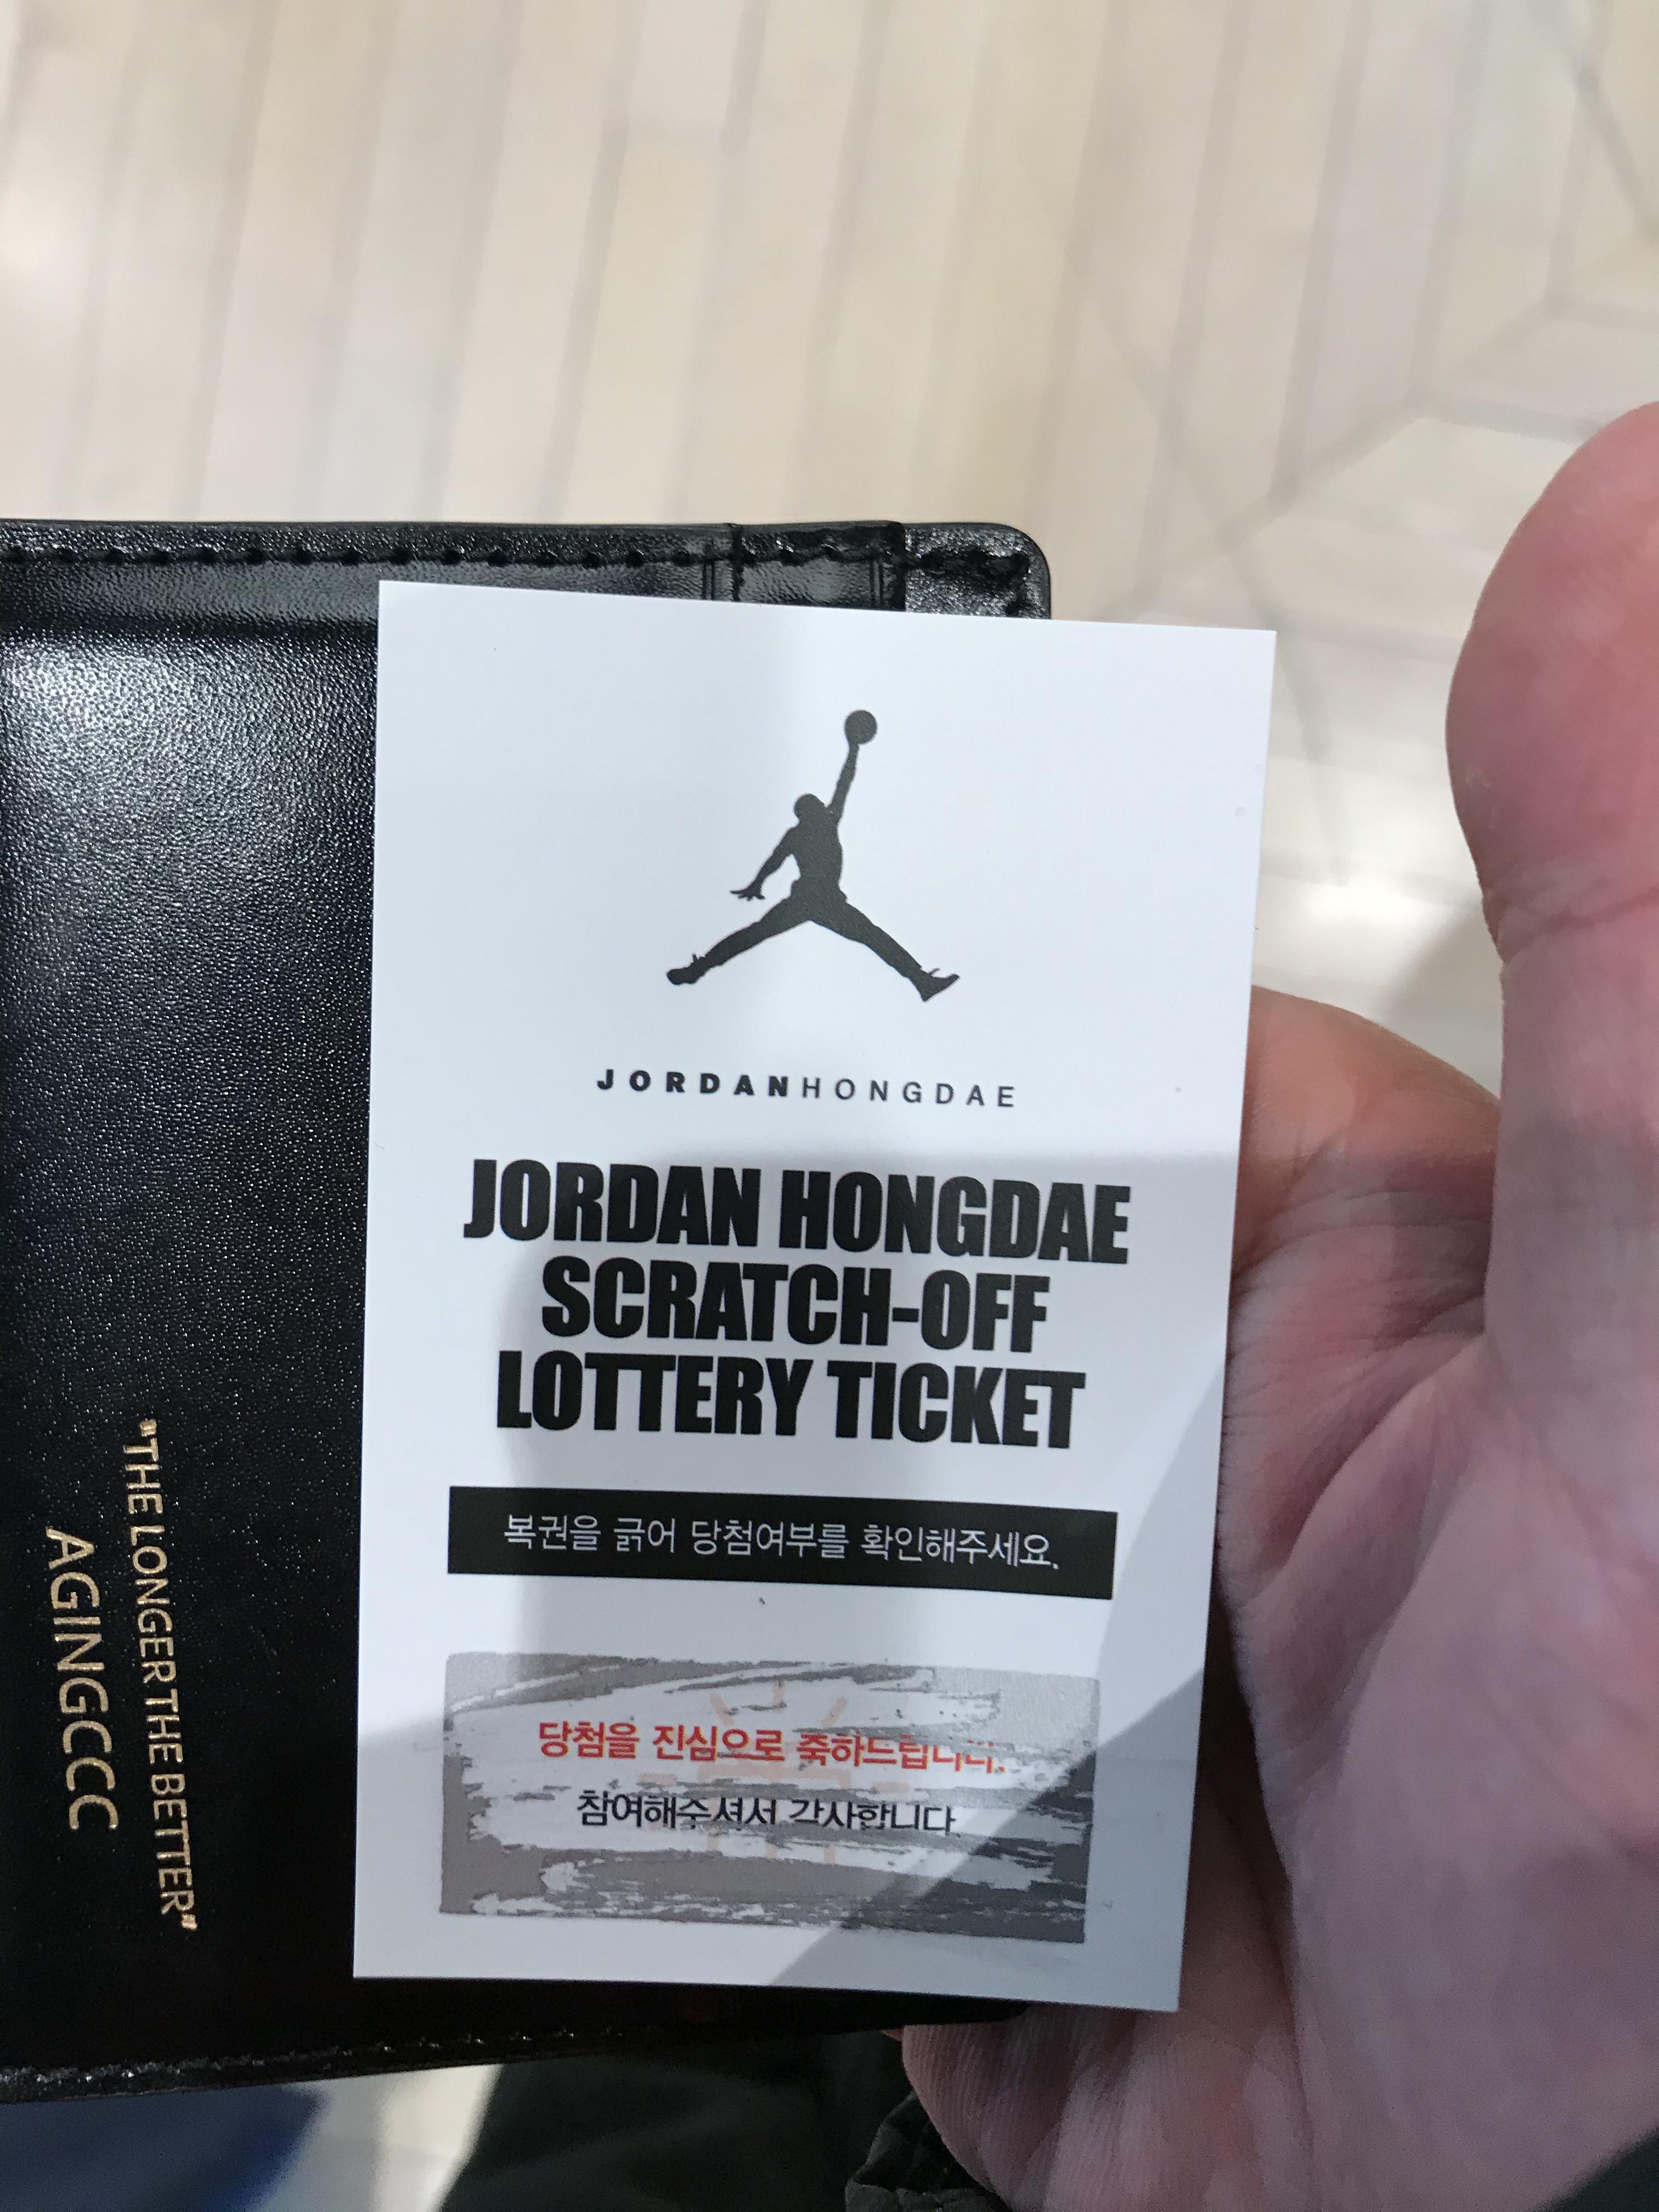 JORDANHONGDAE
JORDAN HONGDAE
SCRATCH-OFF
LOTTERY TICKET
복권을 긁어 당첨여부를 확인해주세요.
당첨을 진심으로 축하드립니다.
참여해주셔서 감사합니다.
"THE LONGER THE BETTER"
AGINGCCC